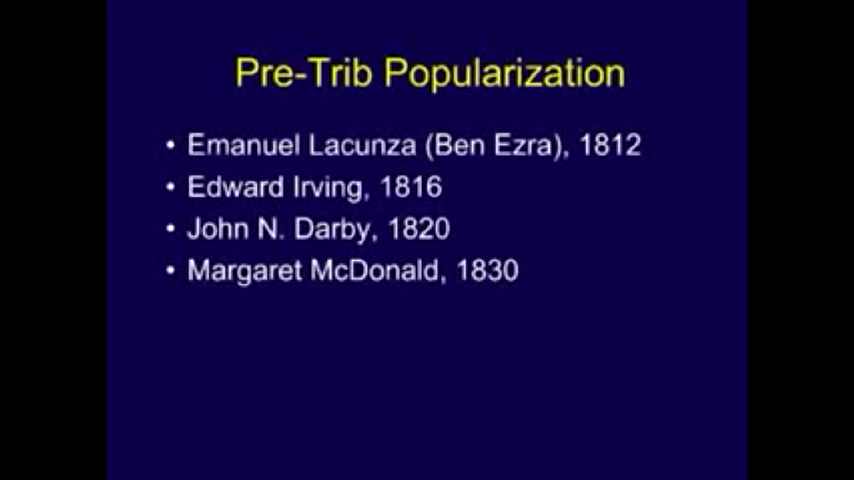 Pre-Trib Popularization
• Emanuel Lacunza (Ben Ezra), 1812
• Edward Irving, 1816
• John N. Darby, 1820
• Margaret McDonald, 1830